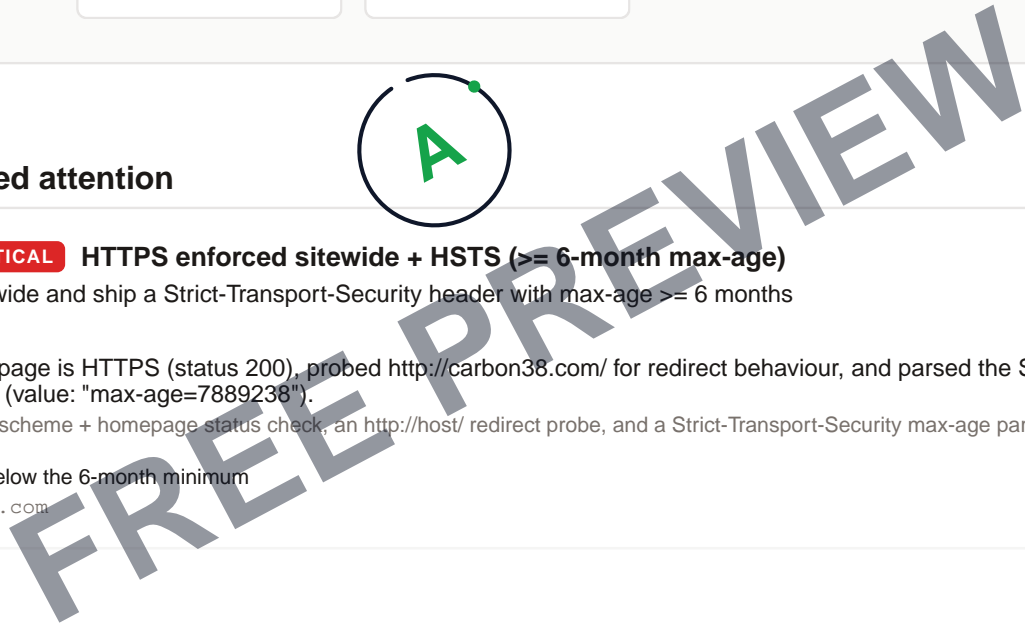 A
ed attention
TICAL HTTPS enforced sitewide + HSTS (>= 6-month max-age)
wide and ship a Strict-Transport-Security header with max-age >= 6 months
page is HTTPS (status 200), probed http://carbon38.com/ for redirect behaviour, and parsed the S
(value: "max-age=7889238").
scheme + homepage status check, an http://host/ redirect probe, and a Strict-Transport-Security max-age par
elow the 6-month minimum
.com
FREE PREVIEW